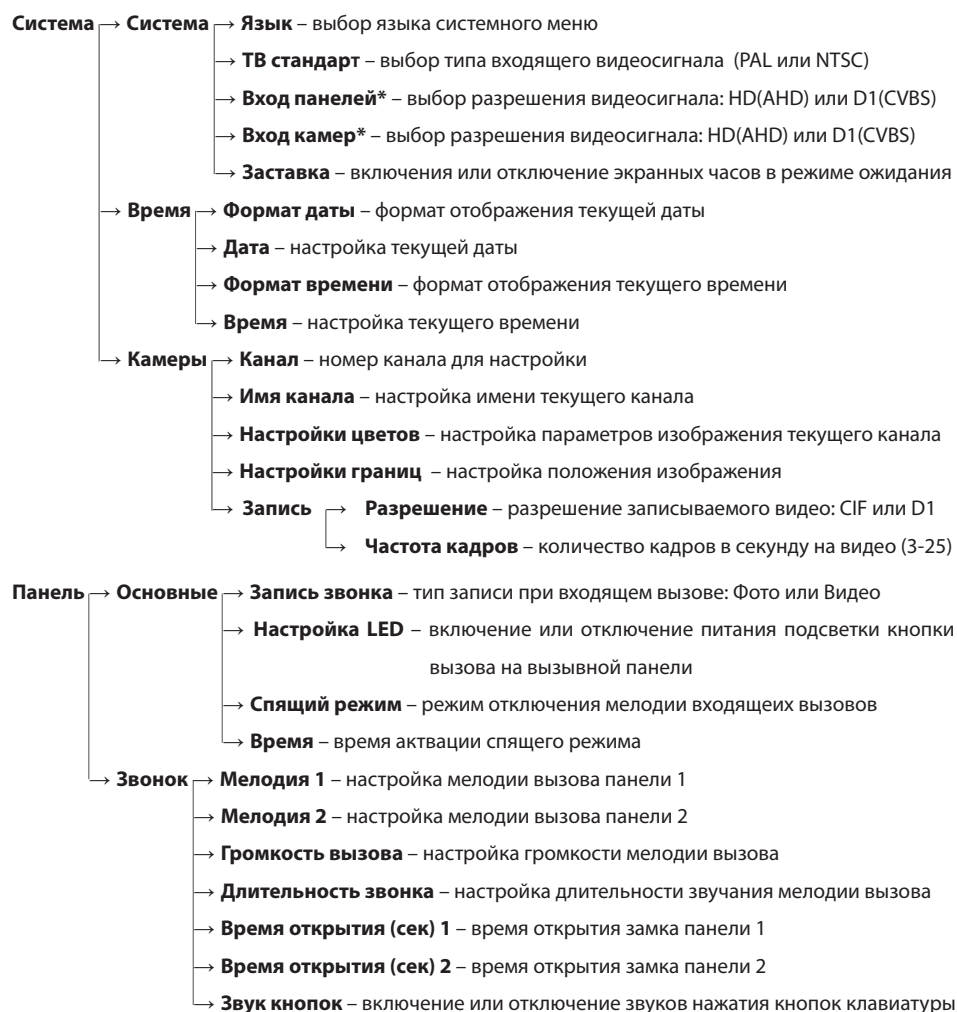 Система → Система → Язык – выбор языка системного меню
→ ТВ стандарт – выбор типа входящего видеосигнала (PAL или NTSC)
→ Вход панелей* – выбор разрешения видеосигнала: HD(AHD) или D1(CVBS)
→ Вход камер* – выбор разрешения видеосигнала: HD(AHD) или D1(CVBS)
→ Заставка – включения или отключение экранных часов в режиме ожидания
→ Время → Формат даты – формат отображения текущей даты
→ Дата – настройка текущей даты
→ Формат времени – формат отображения текущего времени
→ Время – настройка текущего времени
→ Камеры → Канал – номер канала для настройки
→ Имя канала – настройка имени текущего канала
→ Настройки цветов – настройка параметров изображения текущего канала
→ Настройки границ – настройка положения изображения
→ Запись → Разрешение – разрешение записываемого видео: CIF или D1
→ Частота кадров – количество кадров в секунду на видео (3-25)
Панель → Основные → Запись звонка – тип записи при входящем вызове: Фото или Видео
→ Настройка LED – включение или отключение питания подсветки кнопки
вызова на вызывной панели
→ Спящий режим – режим отключения мелодии входящеих вызовов
→ Время – время актвации спящего режима
→ Звонок → Мелодия 1 – настройка мелодии вызова панели 1
→ Мелодия 2 – настройка мелодии вызова панели 2
→ Громкость вызова – настройка громкости мелодии вызова
→ Длительность звонка – настройка длительности звучания мелодии вызова
→ Время открытия (сек) 1 – время открытия замка панели 1
→ Время открытия (сек) 2 – время открытия замка панели 2
→ Звук кнопок – включение или отключение звуков нажатия кнопок клавиатуры